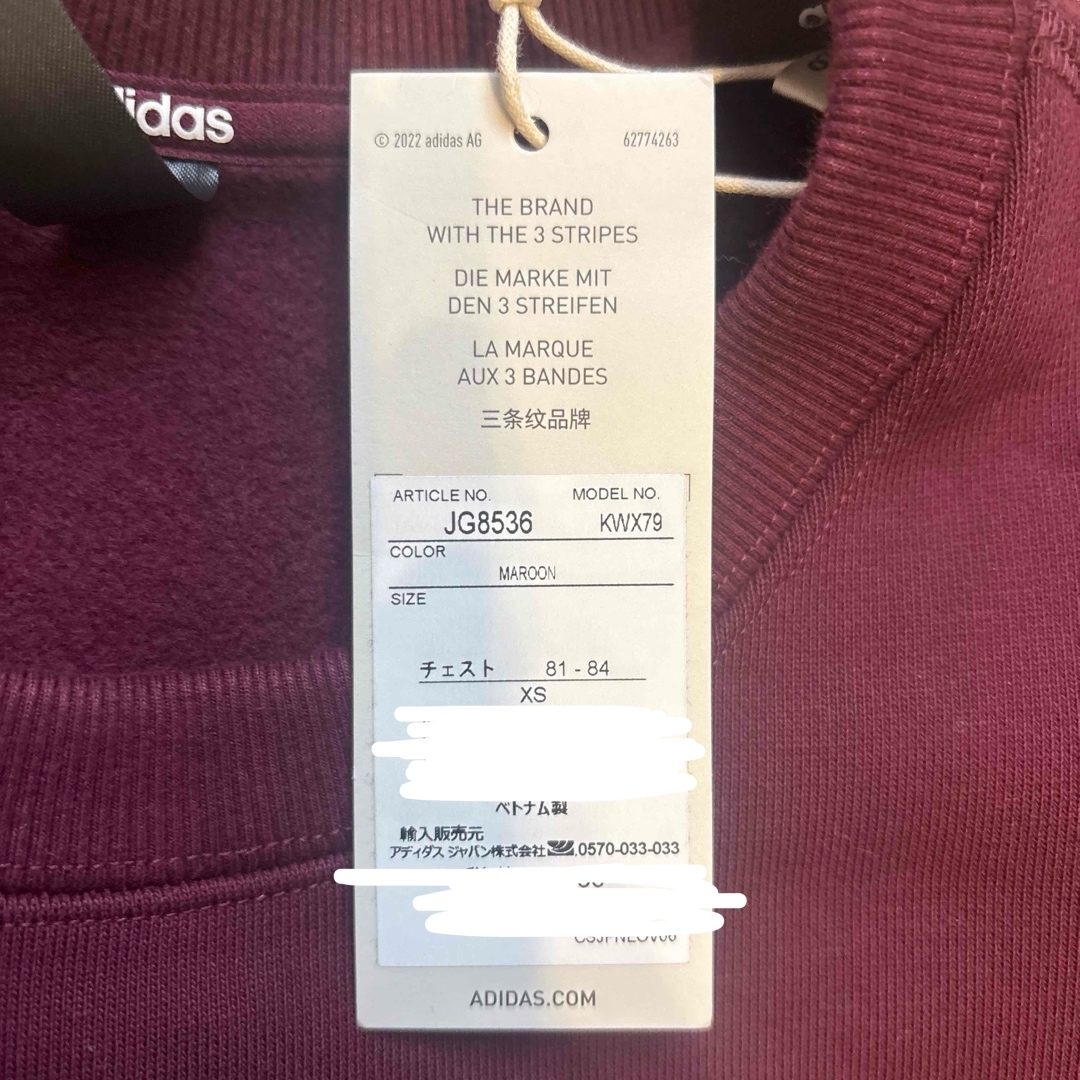 idas
© 2022 adidas AG 62774263
THE BRAND
WITH THE 3 STRIPES
DIE MARKE MIT
DEN 3 STREIFEN
LA MARQUE
AUX 3 BANDES
三条纹品牌
ARTICLE NO. MODEL NO.
JG8536 KWX79
COLOR
MAROON
SIZE
チェスト 81 - 84
XS
ベトナム製
輸入販売元
アディダス ジャパン株式会社 0570-033-033
ADIDAS.COM